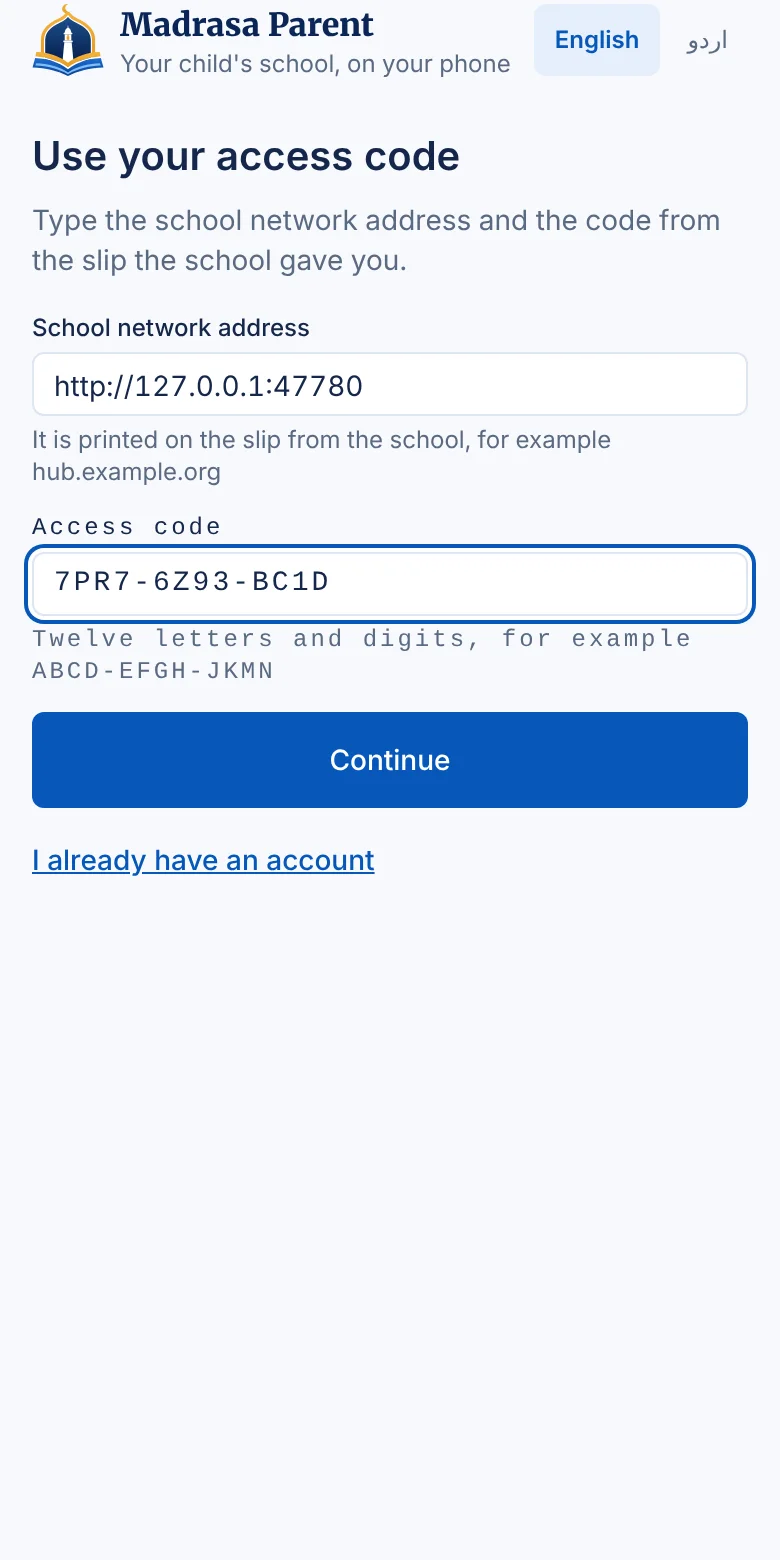 Madrasa Parent
Your child's school, on your phone
English
اردو
Use your access code
Type the school network address and the code from
the slip the school gave you.
School network address
http://127.0.0.1:47780
It is printed on the slip from the school, for example
hub.example.org
Access code
7PR7-6Z93-BC1D
Twelve letters and digits, for example
ABCD-EFGH-JKMN
Continue
I already have an account